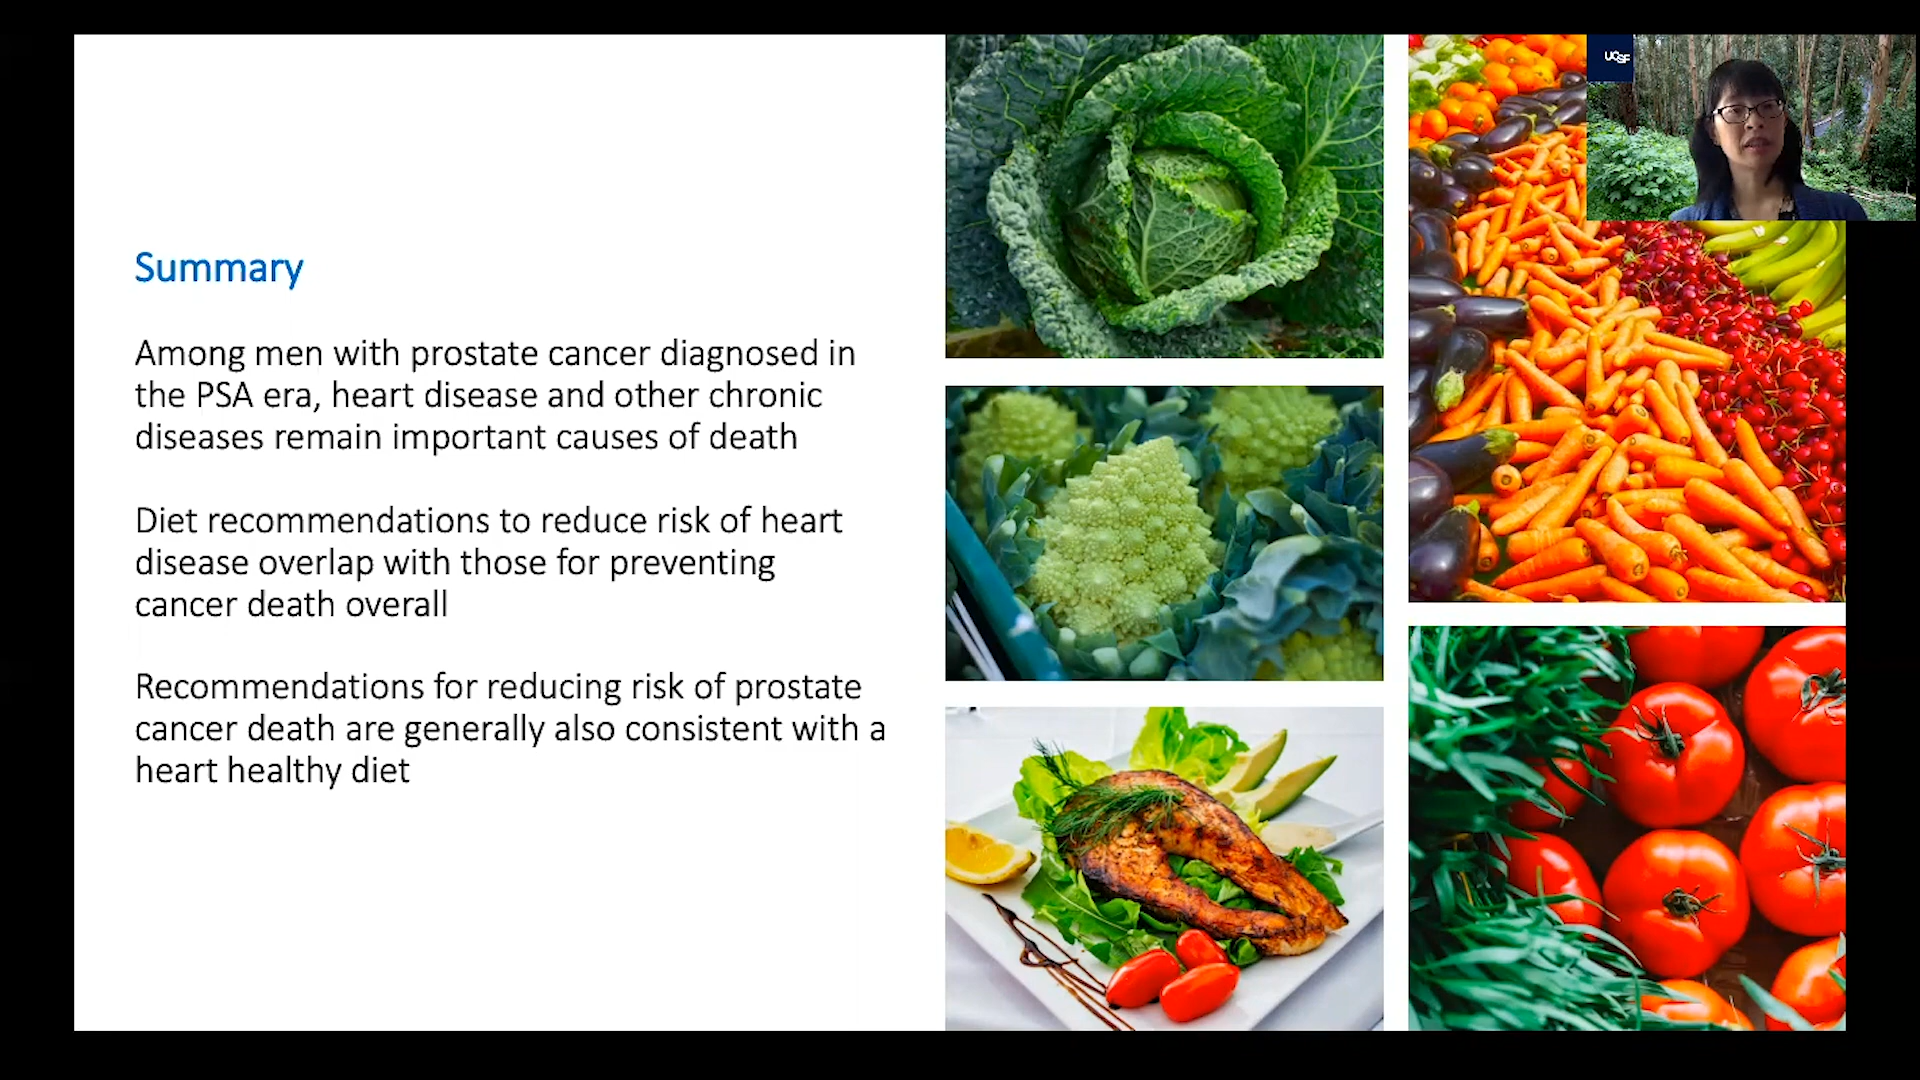 UCSF
Summary
Among men with prostate cancer diagnosed in
the PSA era, heart disease and other chronic
diseases remain important causes of death
Diet recommendations to reduce risk of heart
disease overlap with those for preventing
cancer death overall
Recommendations for reducing risk of prostate
cancer death are generally also consistent with a
heart healthy diet